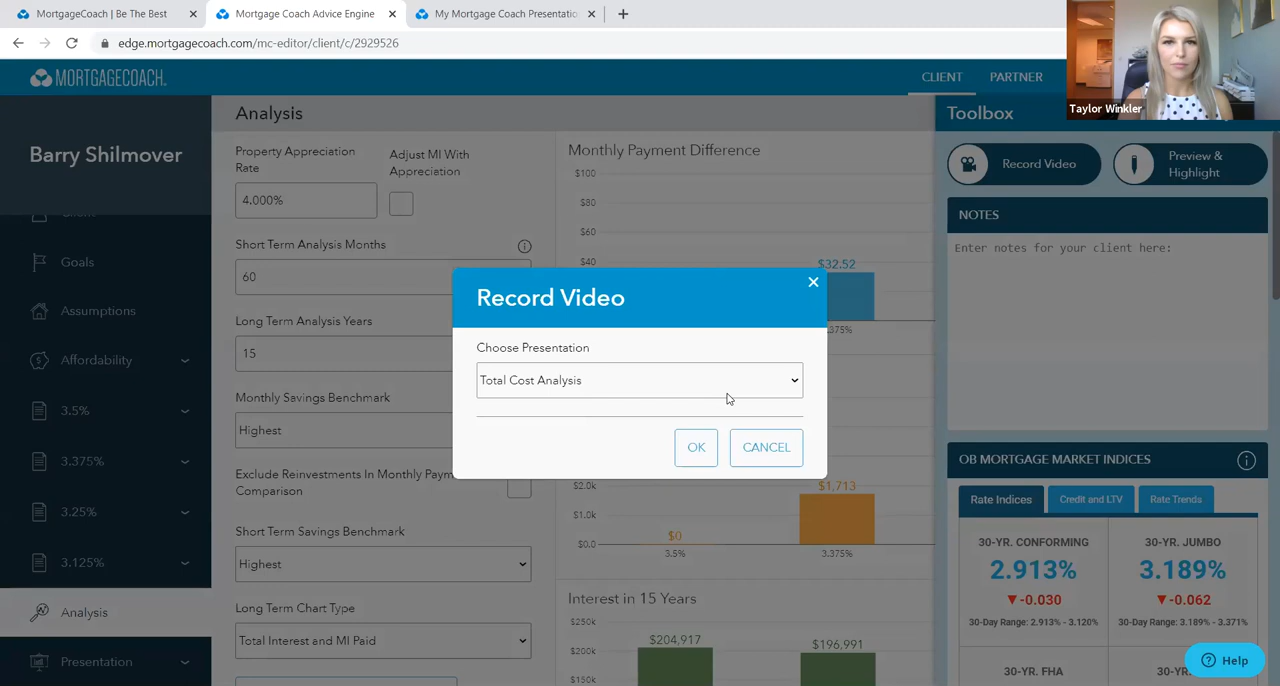 MortgageCoach | Be The Best
Mortgage Coach Advice Engine
My Mortgage Coach Presentatio
edge.mortgagecoach.com/mc-editor/client/c/2929526
MORTGAGECOACH
CLIENT
PARTNER
Taylor Winkler
Barry Shilmover
Goals
Assumptions
Affordability
3.5%
3.375%
3.25%
3.125%
Analysis
Presentation
Analysis
Property Appreciation
Rate
Adjust MI With
Appreciation
4.000%
Short Term Analysis Months
60
Long Term Analysis Years
15
Monthly Savings Benchmark
Highest
Exclude Reinvestments In Monthly Paym
Comparison
Short Term Savings Benchmark
Highest
Long Term Chart Type
Total Interest and MI Paid
Monthly Payment Difference
$100
$80
$60
$40
$32.52
.375%
Record Video
Choose Presentation
Total Cost Analysis
OK
CANCEL
$2.0k
$1,713
$1.0k
$0
$0.0
3.5%
3.375%
Interest in 15 Years
$250k
$204,917
$196,991
$200k
$150k
Toolbox
Record Video
Preview &
Highlight
NOTES
Enter notes for your client here:
OB MORTGAGE MARKET INDICES
Rate Indices
Credit and LTV
Rate Trends
30-YR. CONFORMING
2.913%
▼-0.030
30-Day Range: 2.913% - 3.120%
30-YR. JUMBO
3.189%
▼-0.062
30-Day Range: 3.189% - 3.371%
30-YR. FHA
Help